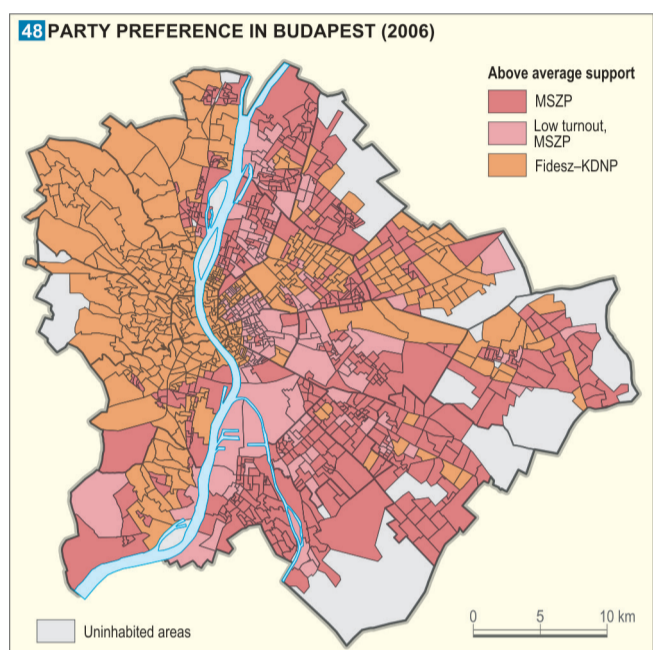 48 PARTY PREFERENCE IN BUDAPEST (2006)
Above average support
MSZP
Low turnout,
MSZP
Fidesz–KDNP
Uninhabited areas
0 5 10 km